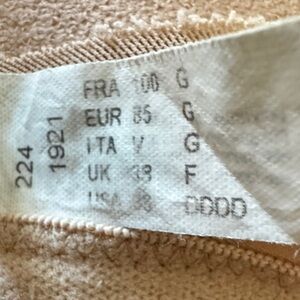 FRA 100 G
EUR 85 G
ITA V G
UK 38 F
USA 38 DDDD
224
1921